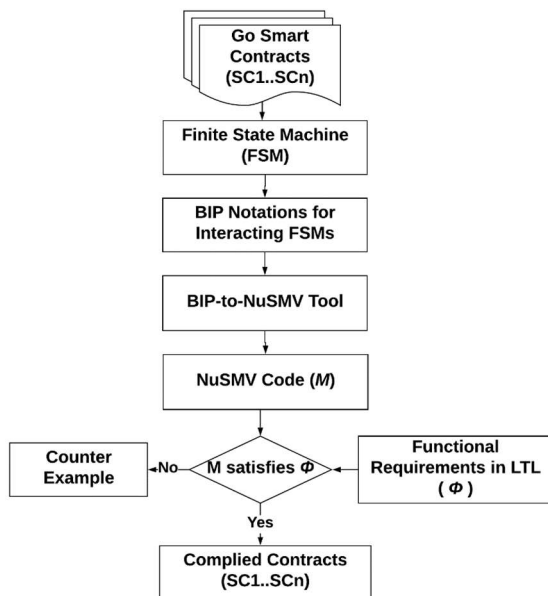 Go Smart
Contracts
(SC1..SCn)
Finite State Machine
(FSM)
BIP Notations for
Interacting FSMs
BIP-to-NuSMV Tool
NuSMV Code (M)
Counter
Example
No
M satisfies Φ
Functional
Requirements in LTL
( Φ )
Yes
Complied Contracts
(SC1..SCn)